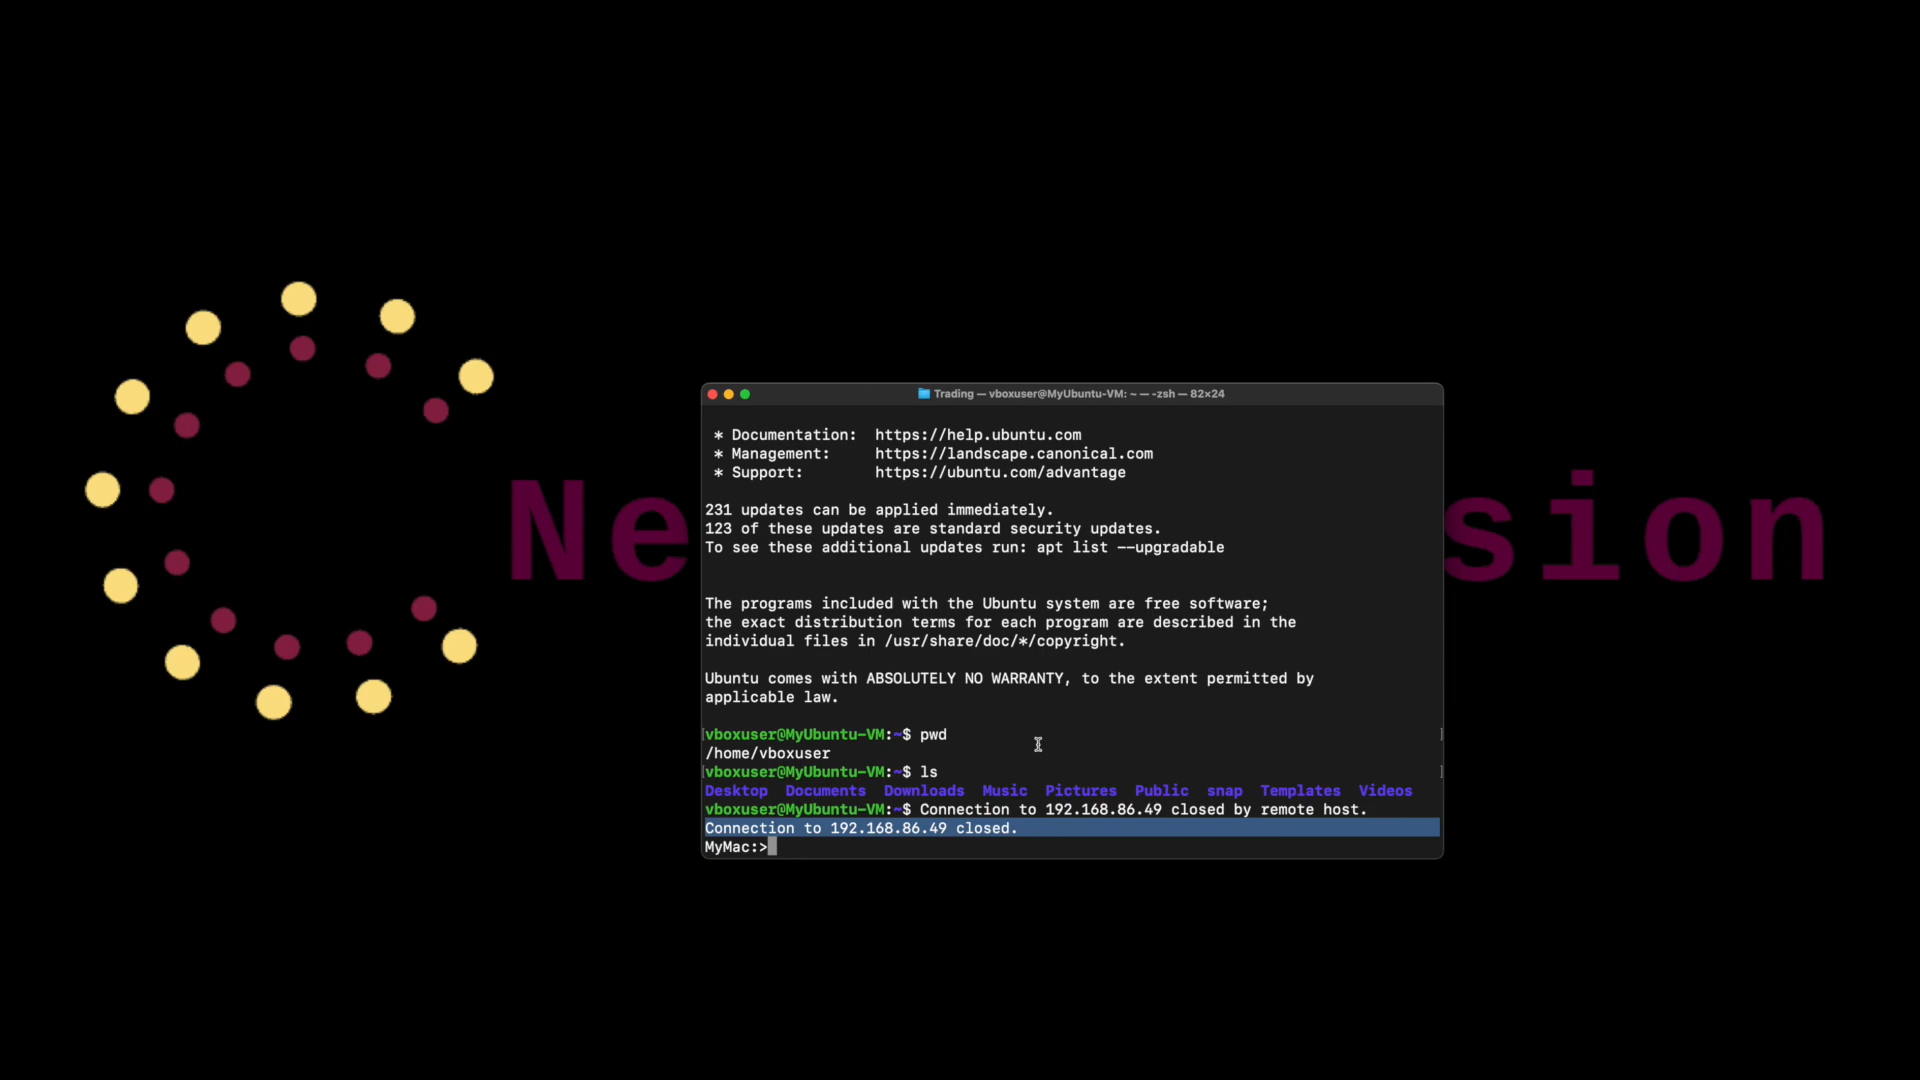 Trading — vboxuser@MyUbuntu-VM: ~ — -zsh — 82×24
* Documentation:  https://help.ubuntu.com
* Management:     https://landscape.canonical.com
* Support:        https://ubuntu.com/advantage
231 updates can be applied immediately.
123 of these updates are standard security updates.
To see these additional updates run: apt list --upgradable
The programs included with the Ubuntu system are free software;
the exact distribution terms for each program are described in the
individual files in /usr/share/doc/*/copyright.
Ubuntu comes with ABSOLUTELY NO WARRANTY, to the extent permitted by
applicable law.
[vboxuser@MyUbuntu-VM:~$ pwd ]
/home/vboxuser
[vboxuser@MyUbuntu-VM:~$ ls ]
Desktop  Documents  Downloads  Music  Pictures  Public  snap  Templates  Videos
vboxuser@MyUbuntu-VM:~$ Connection to 192.168.86.49 closed by remote host.
Connection to 192.168.86.49 closed.
MyMac:>